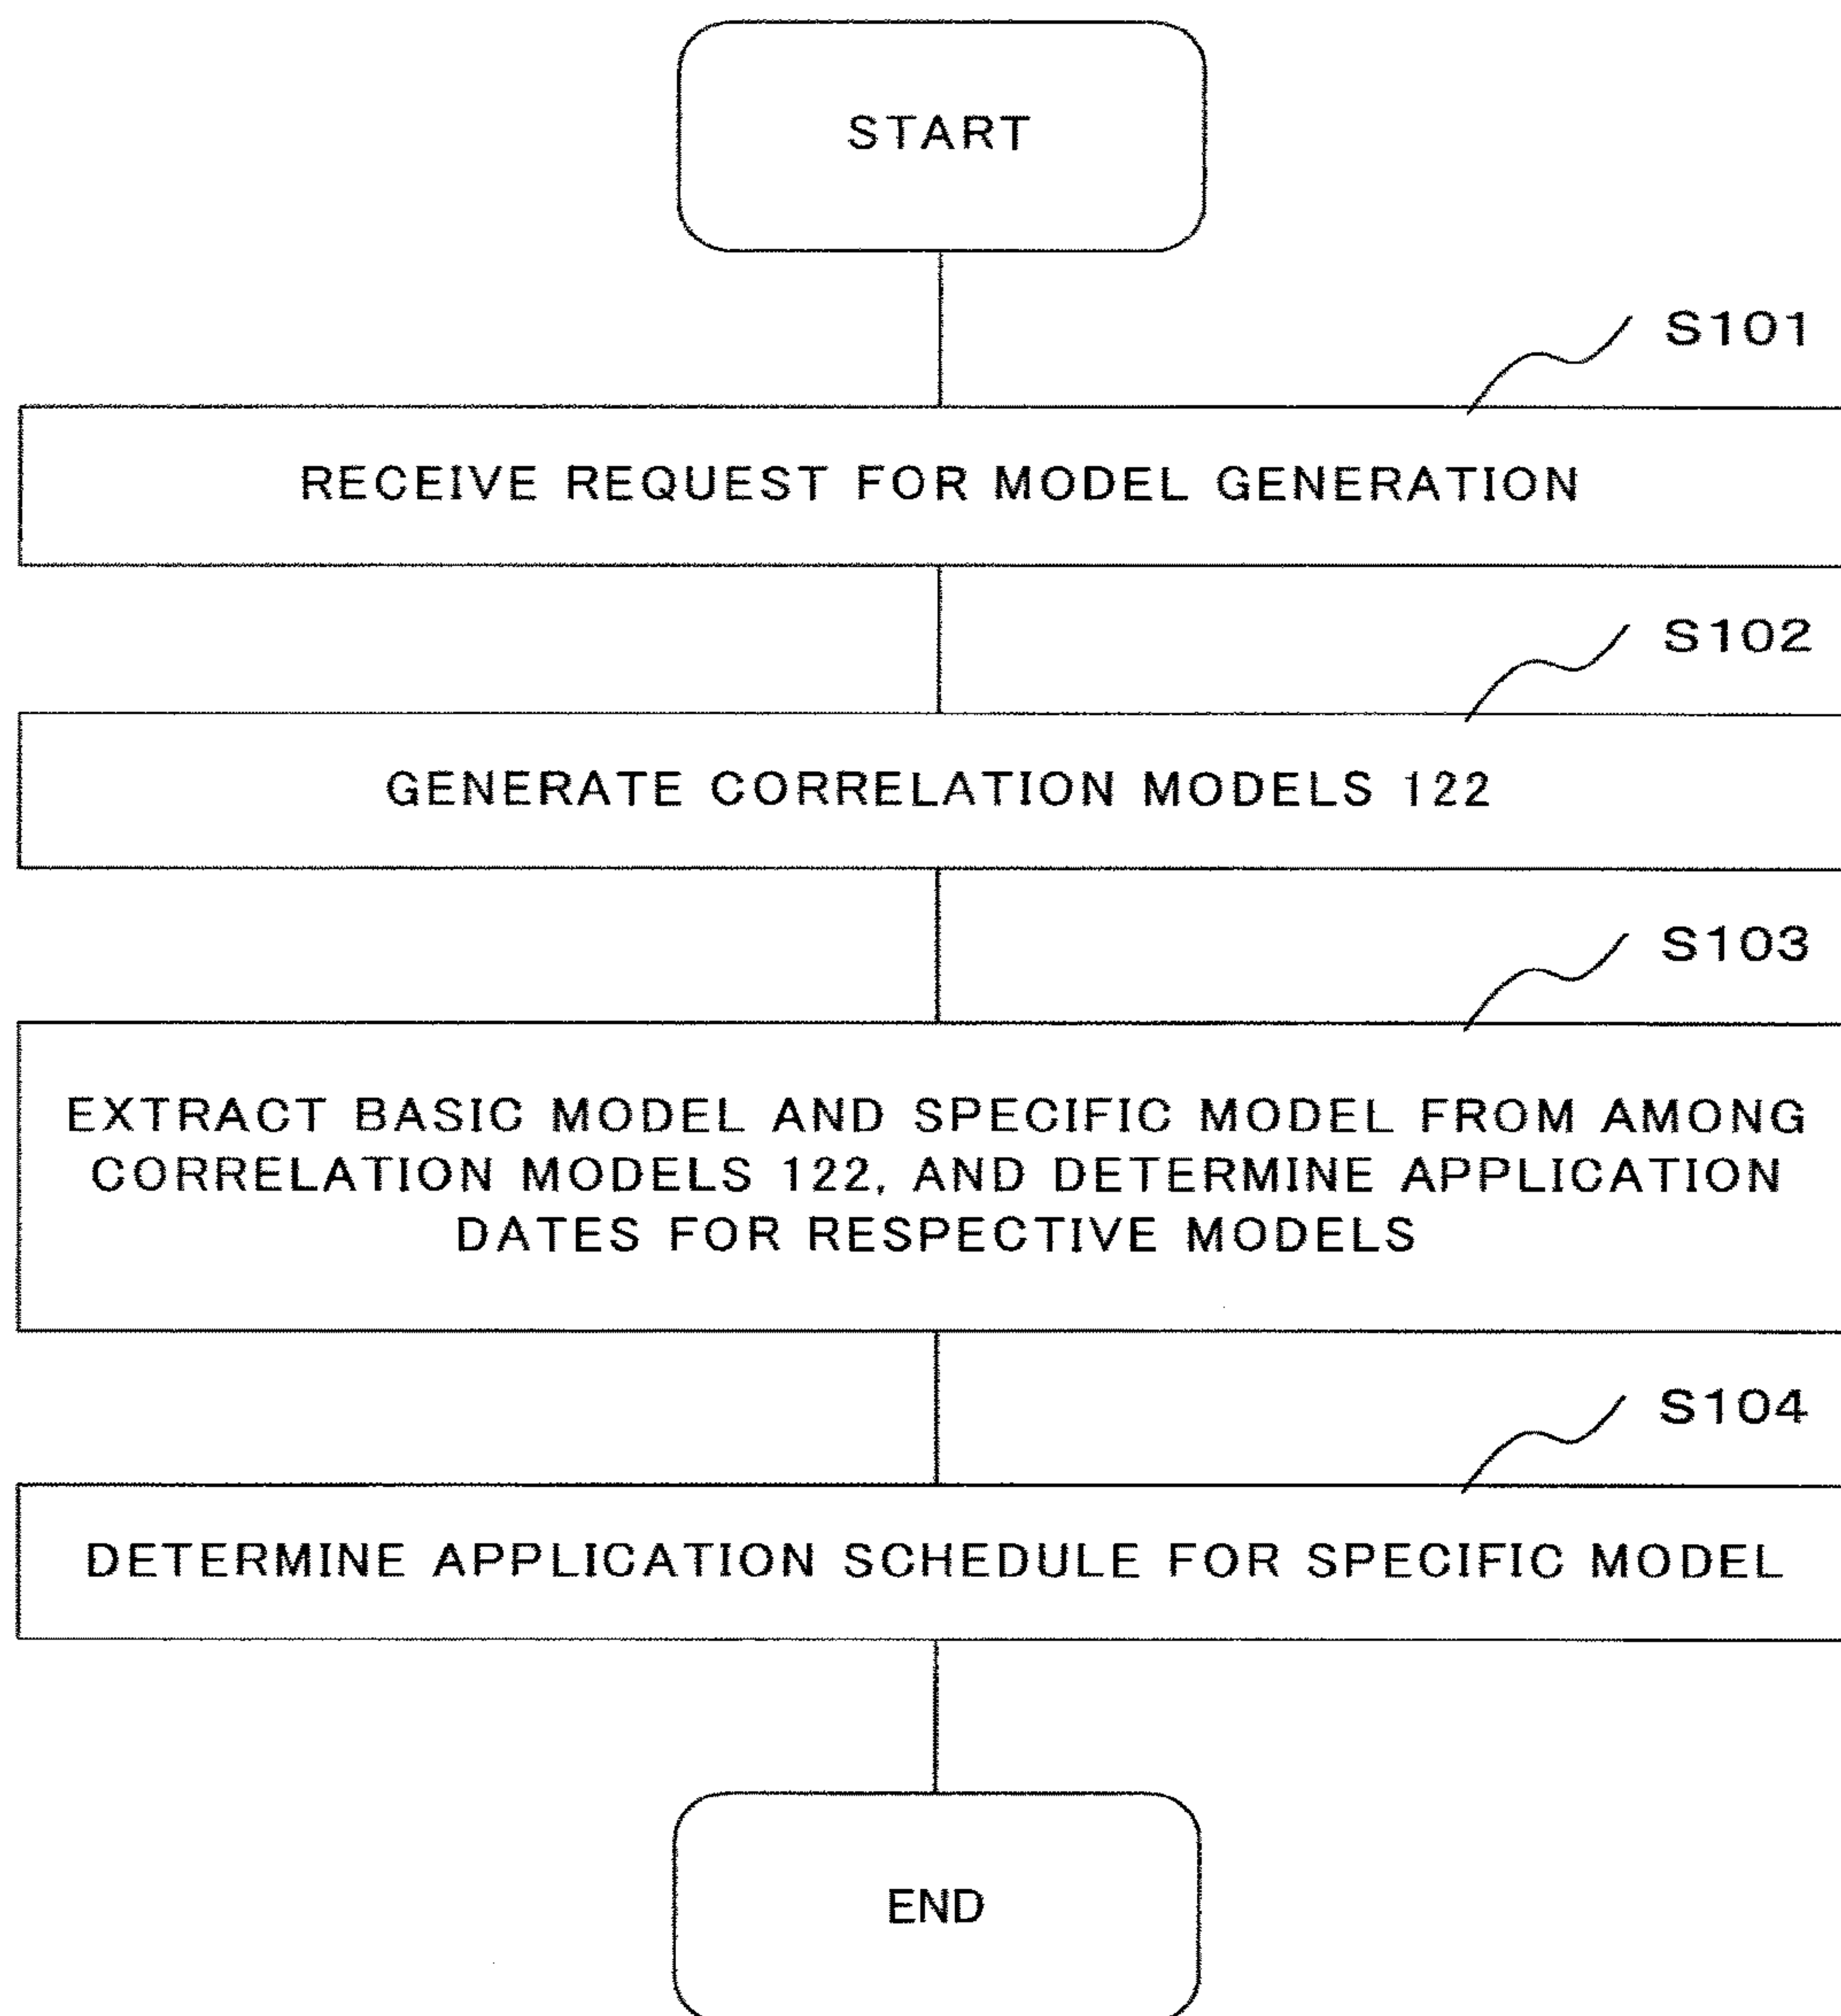 START
S101
RECEIVE REQUEST FOR MODEL GENERATION
S102
GENERATE CORRELATION MODELS 122
S103
EXTRACT BASIC MODEL AND SPECIFIC MODEL FROM AMONG
CORRELATION MODELS 122, AND DETERMINE APPLICATION
DATES FOR RESPECTIVE MODELS
S104
DETERMINE APPLICATION SCHEDULE FOR SPECIFIC MODEL
END